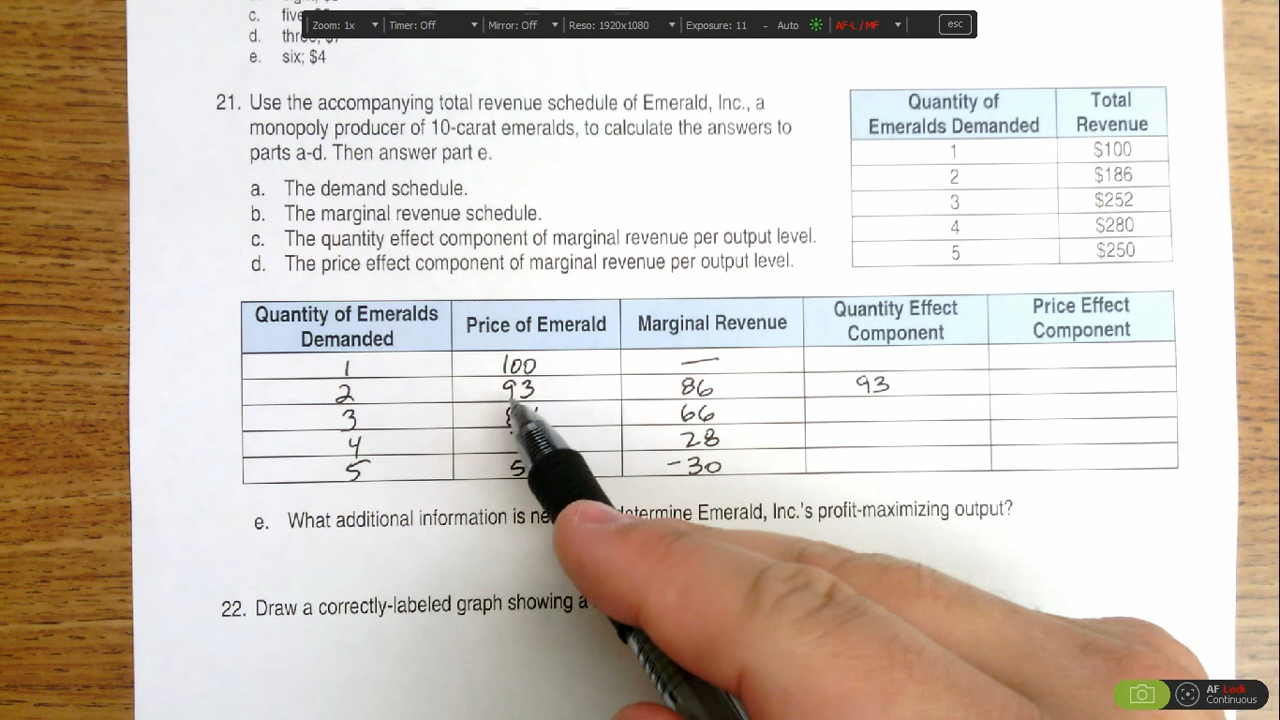 Zoom: 1x Timer: Off Mirror: Off Reso: 1920x1080 Exposure: 11 - Auto AF-L / MF esc
c. five
d. three;
e. six; $4
21. Use the accompanying total revenue schedule of Emerald, Inc., a
monopoly producer of 10-carat emeralds, to calculate the answers to
parts a-d. Then answer part e.
a. The demand schedule.
b. The marginal revenue schedule.
c. The quantity effect component of marginal revenue per output level.
d. The price effect component of marginal revenue per output level.
Quantity of Emeralds Demanded Total Revenue
1 $100
2 $186
3 $252
4 $280
5 $250
Quantity of Emeralds Demanded Price of Emerald Marginal Revenue Quantity Effect Component Price Effect Component
1 100 —
2 93 86 93
3 66
4 28
5 5 -30
e. What additional information is determine Emerald, Inc.'s profit-maximizing output?
22. Draw a correctly-labeled graph showing a
AF Lock
Continuous